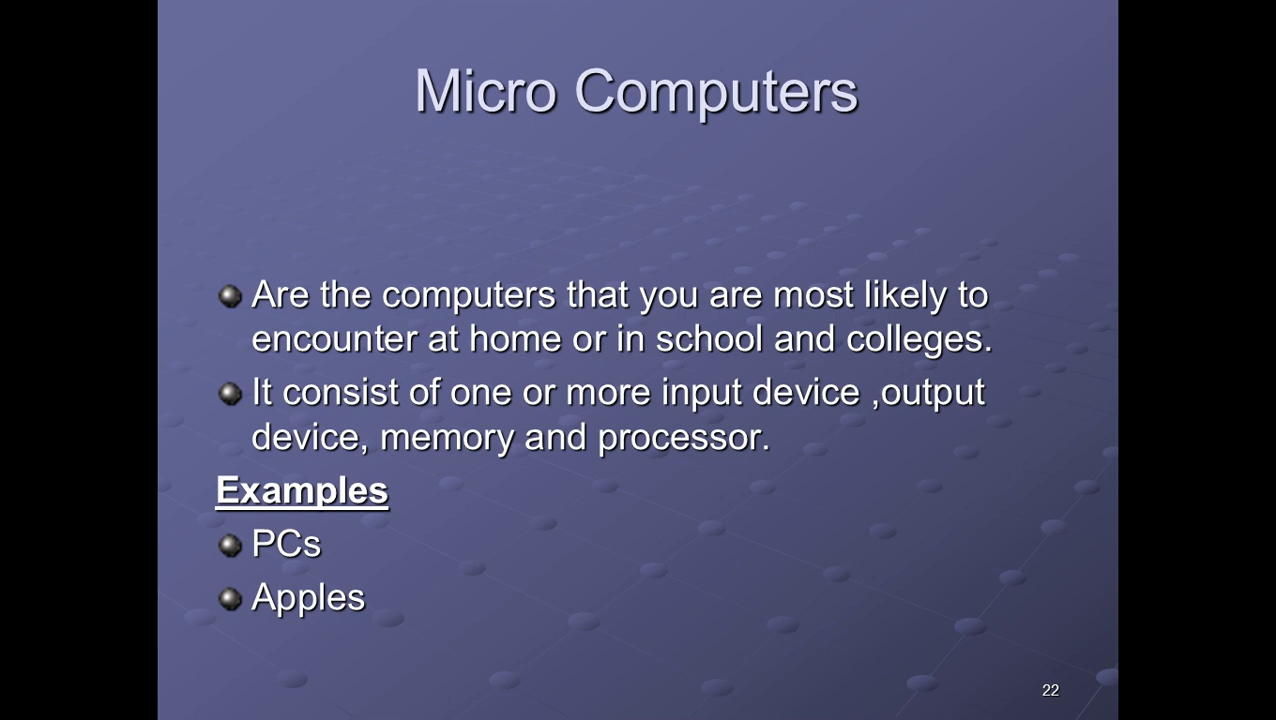 Micro Computers
Are the computers that you are most likely to
encounter at home or in school and colleges.
It consist of one or more input device ,output
device, memory and processor.
Examples
PCs
Apples
22